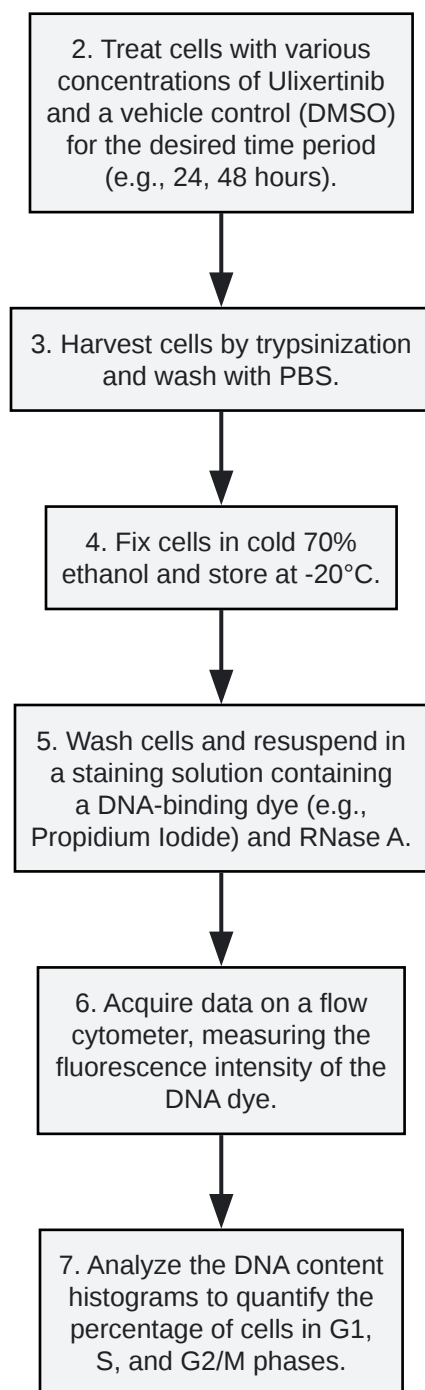 2. Treat cells with various
concentrations of Ulixertinib
and a vehicle control (DMSO)
for the desired time period
(e.g., 24, 48 hours).
3. Harvest cells by trypsinization
and wash with PBS.
4. Fix cells in cold 70%
ethanol and store at -20°C.
5. Wash cells and resuspend in
a staining solution containing
a DNA-binding dye (e.g.,
Propidium Iodide) and RNase A.
6. Acquire data on a flow
cytometer, measuring the
fluorescence intensity of the
DNA dye.
7. Analyze the DNA content
histograms to quantify the
percentage of cells in G1,
S, and G2/M phases.